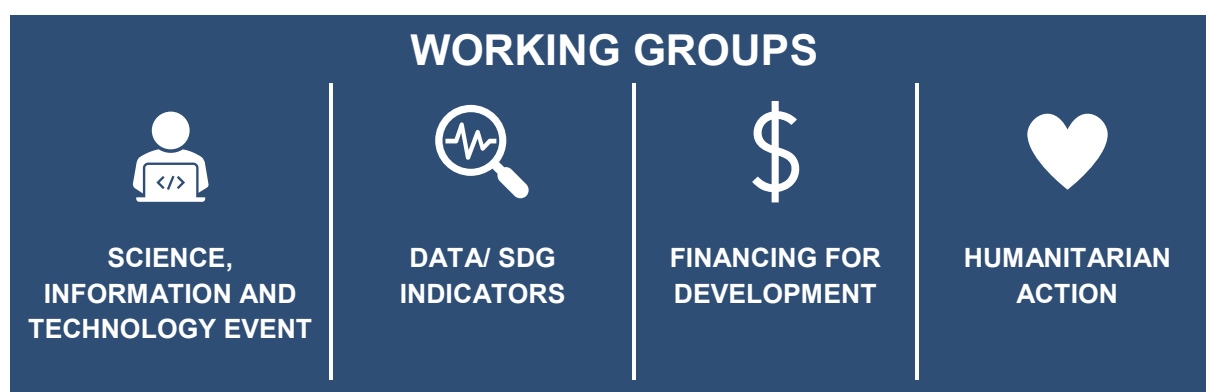 WORKING GROUPS
</>
SCIENCE,
INFORMATION AND
TECHNOLOGY EVENT
DATA/ SDG
INDICATORS
$
FINANCING FOR
DEVELOPMENT
HUMANITARIAN
ACTION